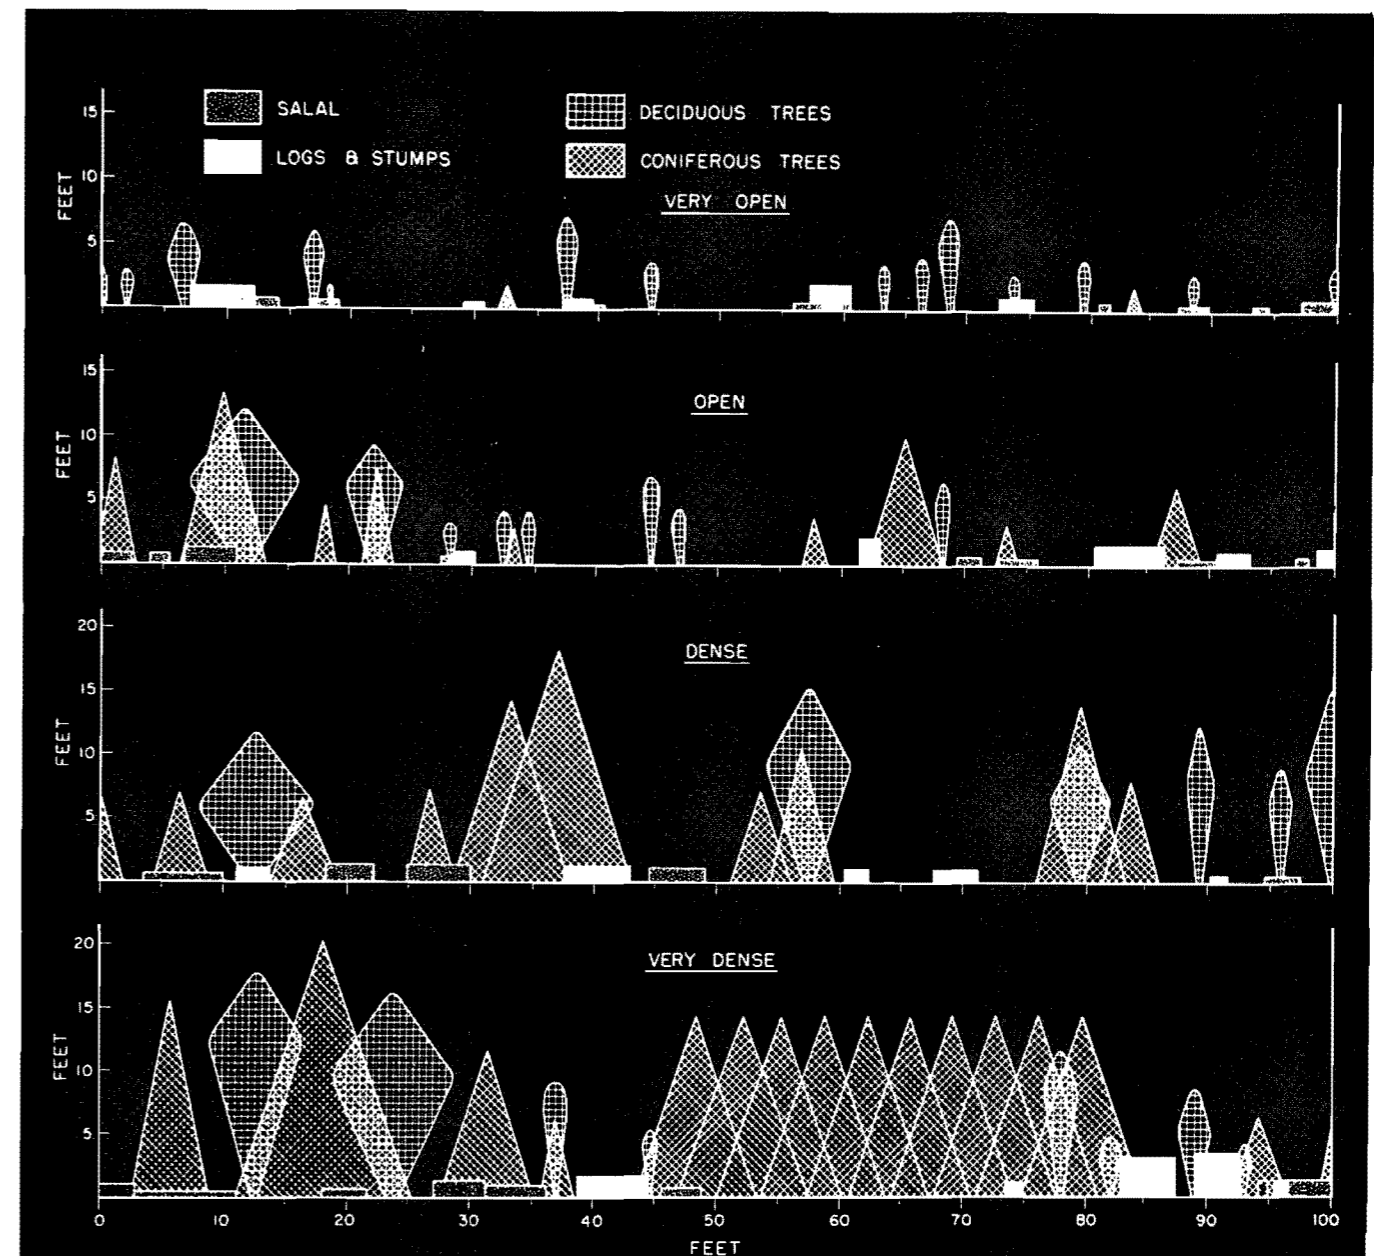 SALAL
DECIDUOUS TREES
LOGS & STUMPS
CONIFEROUS TREES
VERY OPEN
15
10
5
FEET
OPEN
15
10
5
FEET
DENSE
20
15
10
5
FEET
VERY DENSE
20
15
10
5
FEET
0 10 20 30 40 50 60 70 80 90 100
FEET